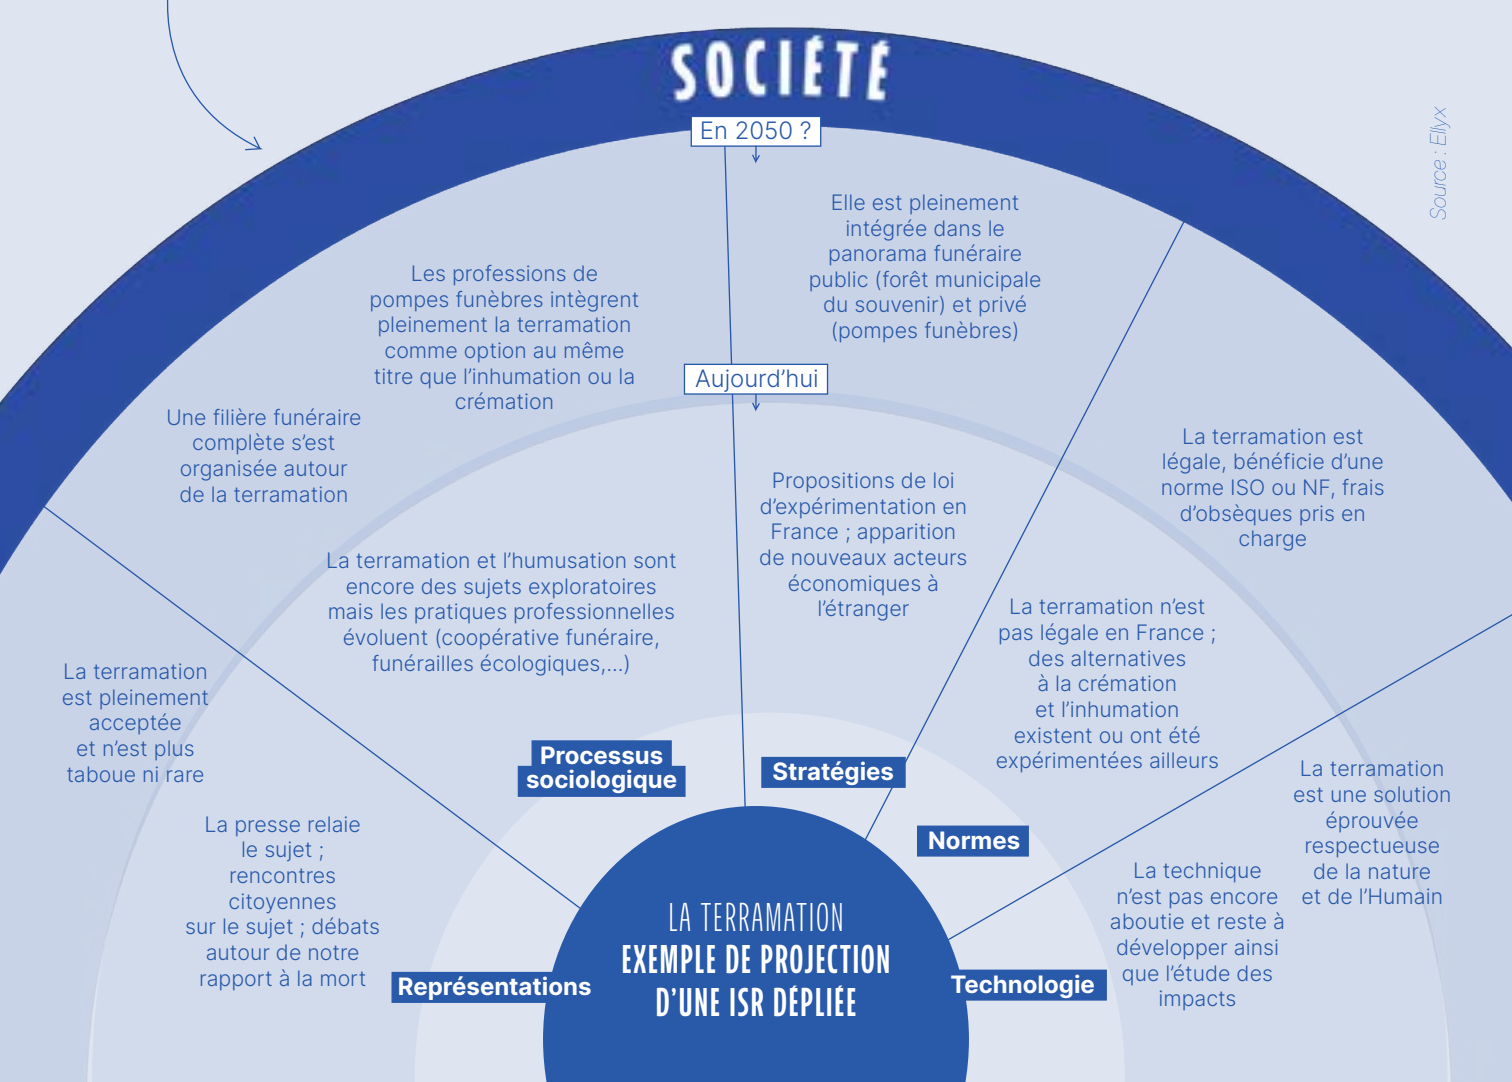 SOCIÉTÉ
En 2050 ?
Source : Ellyx
Elle est pleinement
intégrée dans le
panorama funéraire
public (forêt municipale
du souvenir) et privé
(pompes funèbres)
Les professions de
pompes funèbres intègrent
pleinement la terramation
comme option au même
titre que l’inhumation ou la
crémation
Une filière funéraire
complète s’est
organisée autour
de la terramation
La terramation est
légale, bénéficie d’une
norme ISO ou NF, frais
d’obsèques pris en
charge
La terramation
est pleinement
acceptée
et n’est plus
taboue ni rare
La terramation
est une solution
éprouvée
respectueuse
de la nature
et de l’Humain
Aujourd’hui
Propositions de loi
d’expérimentation en
France ; apparition
de nouveaux acteurs
économiques à
l’étranger
La terramation et l’humusation sont
encore des sujets exploratoires
mais les pratiques professionnelles
évoluent (coopérative funéraire,
funérailles écologiques,...)
La terramation n’est
pas légale en France ;
des alternatives
à la crémation
et l’inhumation
existent ou ont été
expérimentées ailleurs
La presse relaie
le sujet ;
rencontres
citoyennes
sur le sujet ; débats
autour de notre
rapport à la mort
La technique
n’est pas encore
aboutie et reste à
développer ainsi
que l’étude des
impacts
Processus
sociologique
Stratégies
Normes
Représentations
Technologie
LA TERRAMATION
EXEMPLE DE PROJECTION
D’UNE ISR DÉPLIÉE